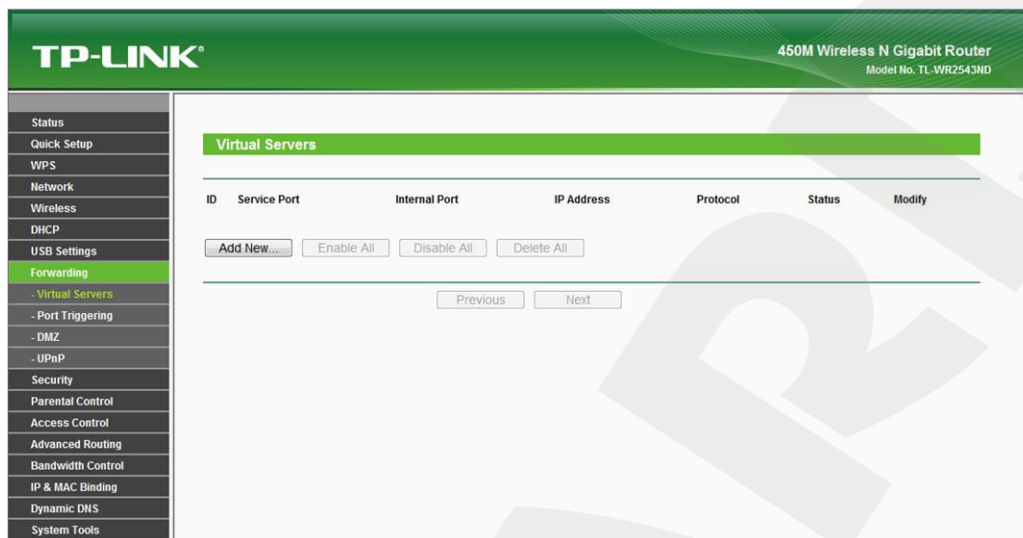 TP-LINK®
450M Wireless N Gigabit Router
Model No. TL-WR2543ND
Status
Quick Setup
WPS
Network
Wireless
DHCP
USB Settings
Forwarding
- Virtual Servers
- Port Triggering
- DMZ
- UPnP
Security
Parental Control
Access Control
Advanced Routing
Bandwidth Control
IP & MAC Binding
Dynamic DNS
System Tools
Virtual Servers
ID Service Port Internal Port IP Address Protocol Status Modify
Add New... Enable All Disable All Delete All
Previous Next